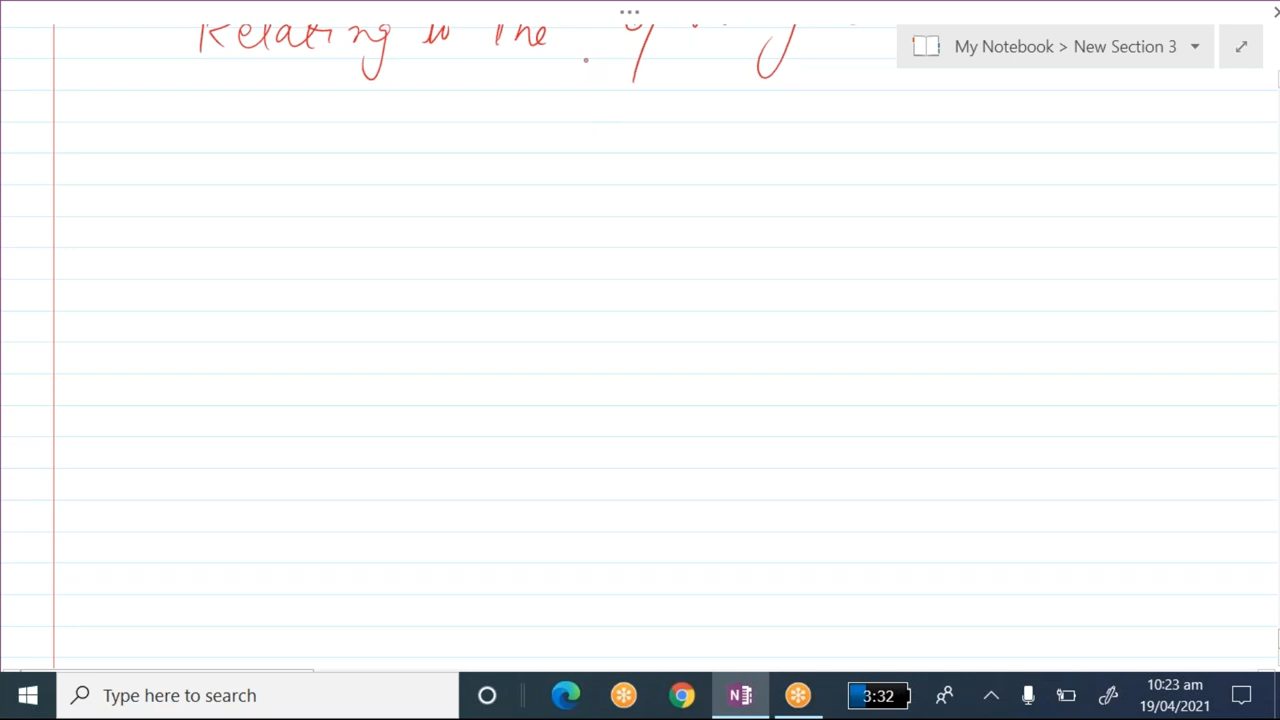 Relating to the
My Notebook > New Section 3
Type here to search
N
3:32
10:23 am
19/04/2021